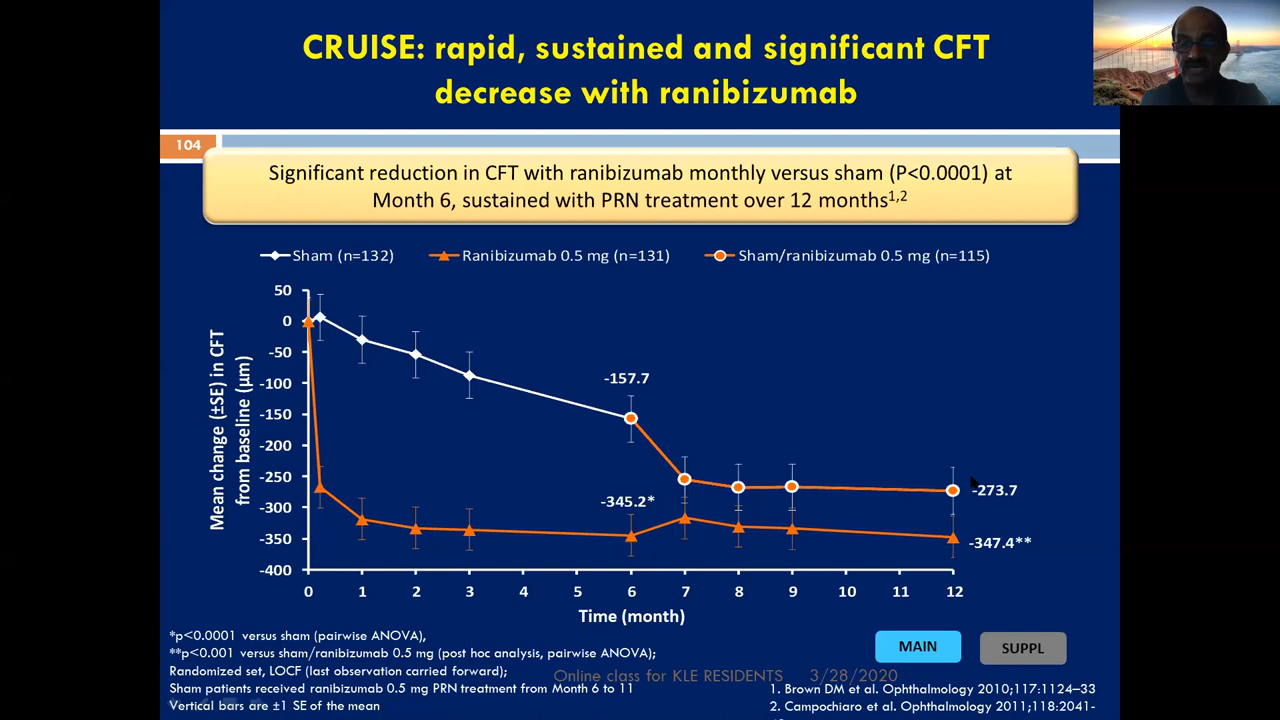 CRUISE: rapid, sustained and significant CFT
decrease with ranibizumab
104
Significant reduction in CFT with ranibizumab monthly versus sham (P<0.0001) at
Month 6, sustained with PRN treatment over 12 months1,2
Sham (n=132)
Ranibizumab 0.5 mg (n=131)
Sham/ranibizumab 0.5 mg (n=115)
Mean change (±SE) in CFT
from baseline (µm)
50
0
-50
-100
-150
-200
-250
-300
-350
-400
-157.7
-345.2*
-273.7
-347.4**
0 1 2 3 4 5 6 7 8 9 10 11 12
Time (month)
*p<0.0001 versus sham (pairwise ANOVA),
**p<0.001 versus sham/ranibizumab 0.5 mg (post hoc analysis, pairwise ANOVA);
Randomized set, LOCF (last observation carried forward);
Sham patients received ranibizumab 0.5 mg PRN treatment from Month 6 to 11
Vertical bars are ±1 SE of the mean
MAIN
SUPPL
Online class for KLE RESIDENTS 3/28/2020
1. Brown DM et al. Ophthalmology 2010;117:1124–33
2. Campochiaro et al. Ophthalmology 2011;118:2041-